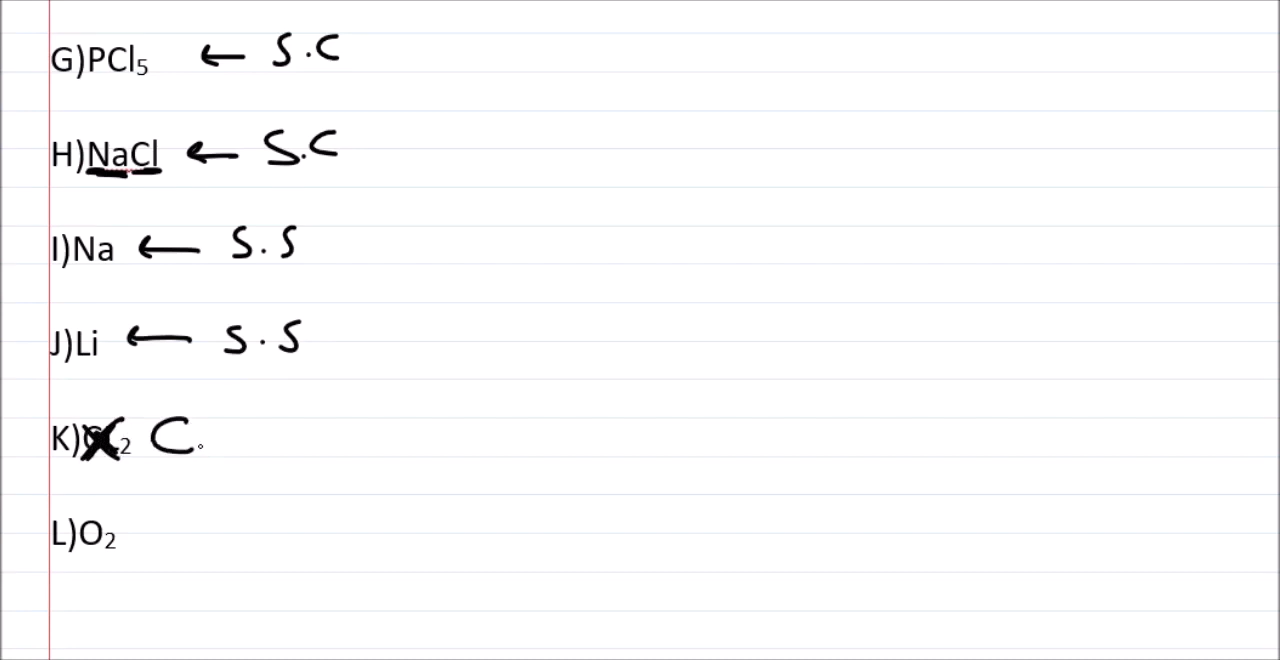 G)PCl₅ ← S.C
H)NaCl ← S.C
I)Na ← S.S
J)Li ← S.S
K) ₂ C
L)O₂